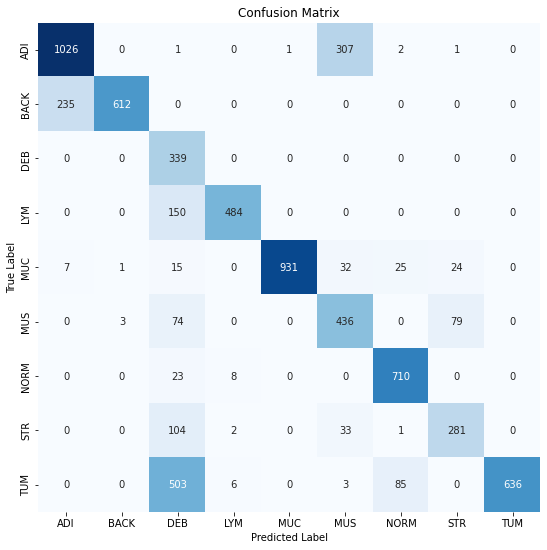 Confusion Matrix
ADI 1026 0 1 0 1 307 2 1 0
BACK 235 612 0 0 0 0 0 0 0
DEB 0 0 339 0 0 0 0 0 0
LYM 0 0 150 484 0 0 0 0 0
MUC 7 1 15 0 931 32 25 24 0
MUS 0 3 74 0 0 436 0 79 0
NORM 0 0 23 8 0 0 710 0 0
STR 0 0 104 2 0 33 1 281 0
TUM 0 0 503 6 0 3 85 0 636
True Label
ADI BACK DEB LYM MUC MUS NORM STR TUM
Predicted Label